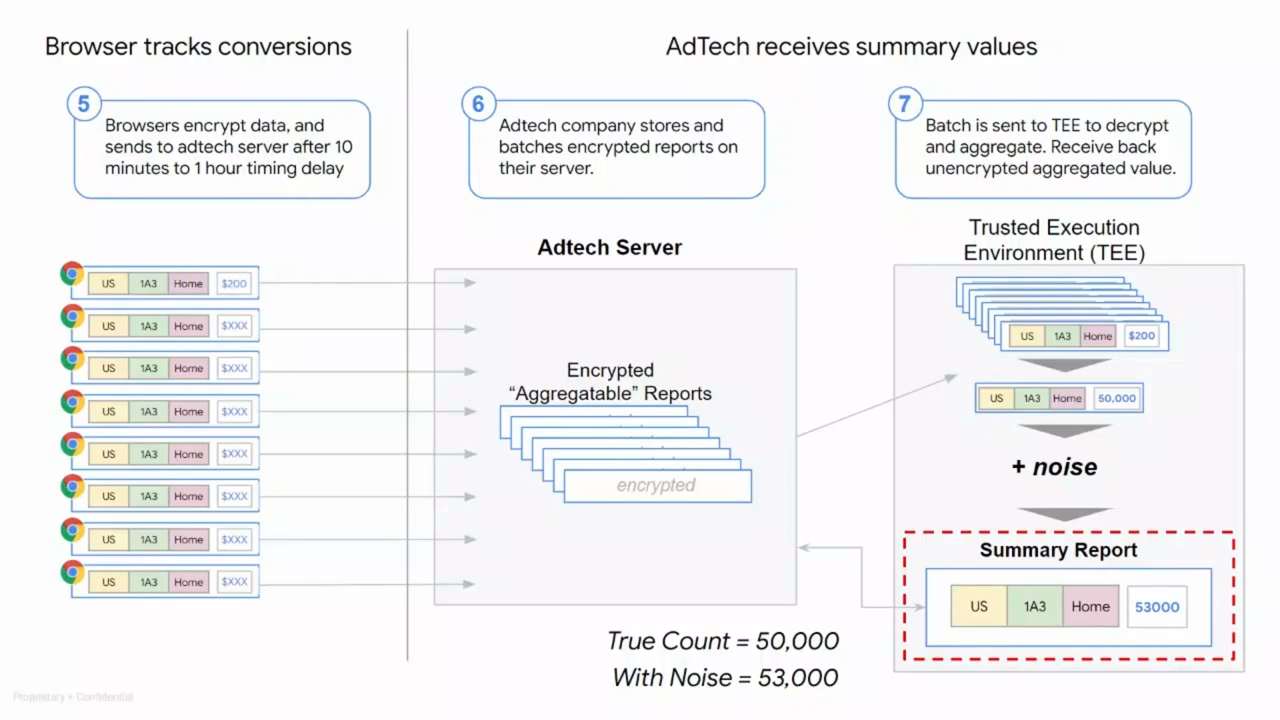 Browser tracks conversions
AdTech receives summary values
5
Browsers encrypt data, and
sends to adtech server after 10
minutes to 1 hour timing delay
6
Adtech company stores and
batches encrypted reports on
their server.
7
Batch is sent to TEE to decrypt
and aggregate. Receive back
unencrypted aggregated value.
US 1A3 Home $200
US 1A3 Home $XXX
US 1A3 Home $XXX
US 1A3 Home $XXX
US 1A3 Home $XXX
US 1A3 Home $XXX
US 1A3 Home $XXX
US 1A3 Home $XXX
Adtech Server
Encrypted
“Aggregatable” Reports
encrypted
Trusted Execution
Environment (TEE)
US 1A3 Home $200
US 1A3 Home 50,000
+ noise
Summary Report
US 1A3 Home 53000
True Count = 50,000
With Noise = 53,000
Proprietary + Confidential